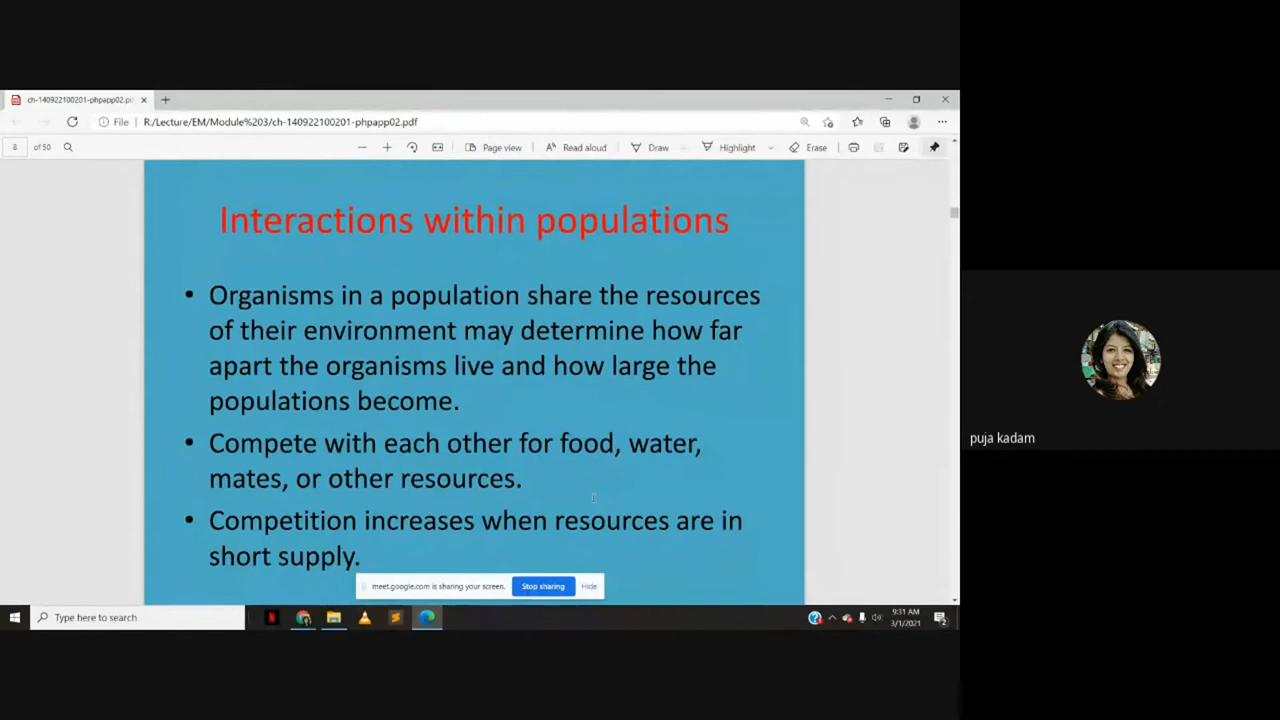 ch-140922100201-phpapp02.pd
File
R:/Lecture/EM/Module%203/ch-140922100201-phpapp02.pdf
8 of 50
Page view
Read aloud
Draw
Highlight
Erase
Interactions within populations
• Organisms in a population share the resources
of their environment may determine how far
apart the organisms live and how large the
populations become.
• Compete with each other for food, water,
mates, or other resources.
• Competition increases when resources are in
short supply.
meet.google.com is sharing your screen.
Stop sharing
Hide
puja kadam
Type here to search
9:31 AM
3/1/2021